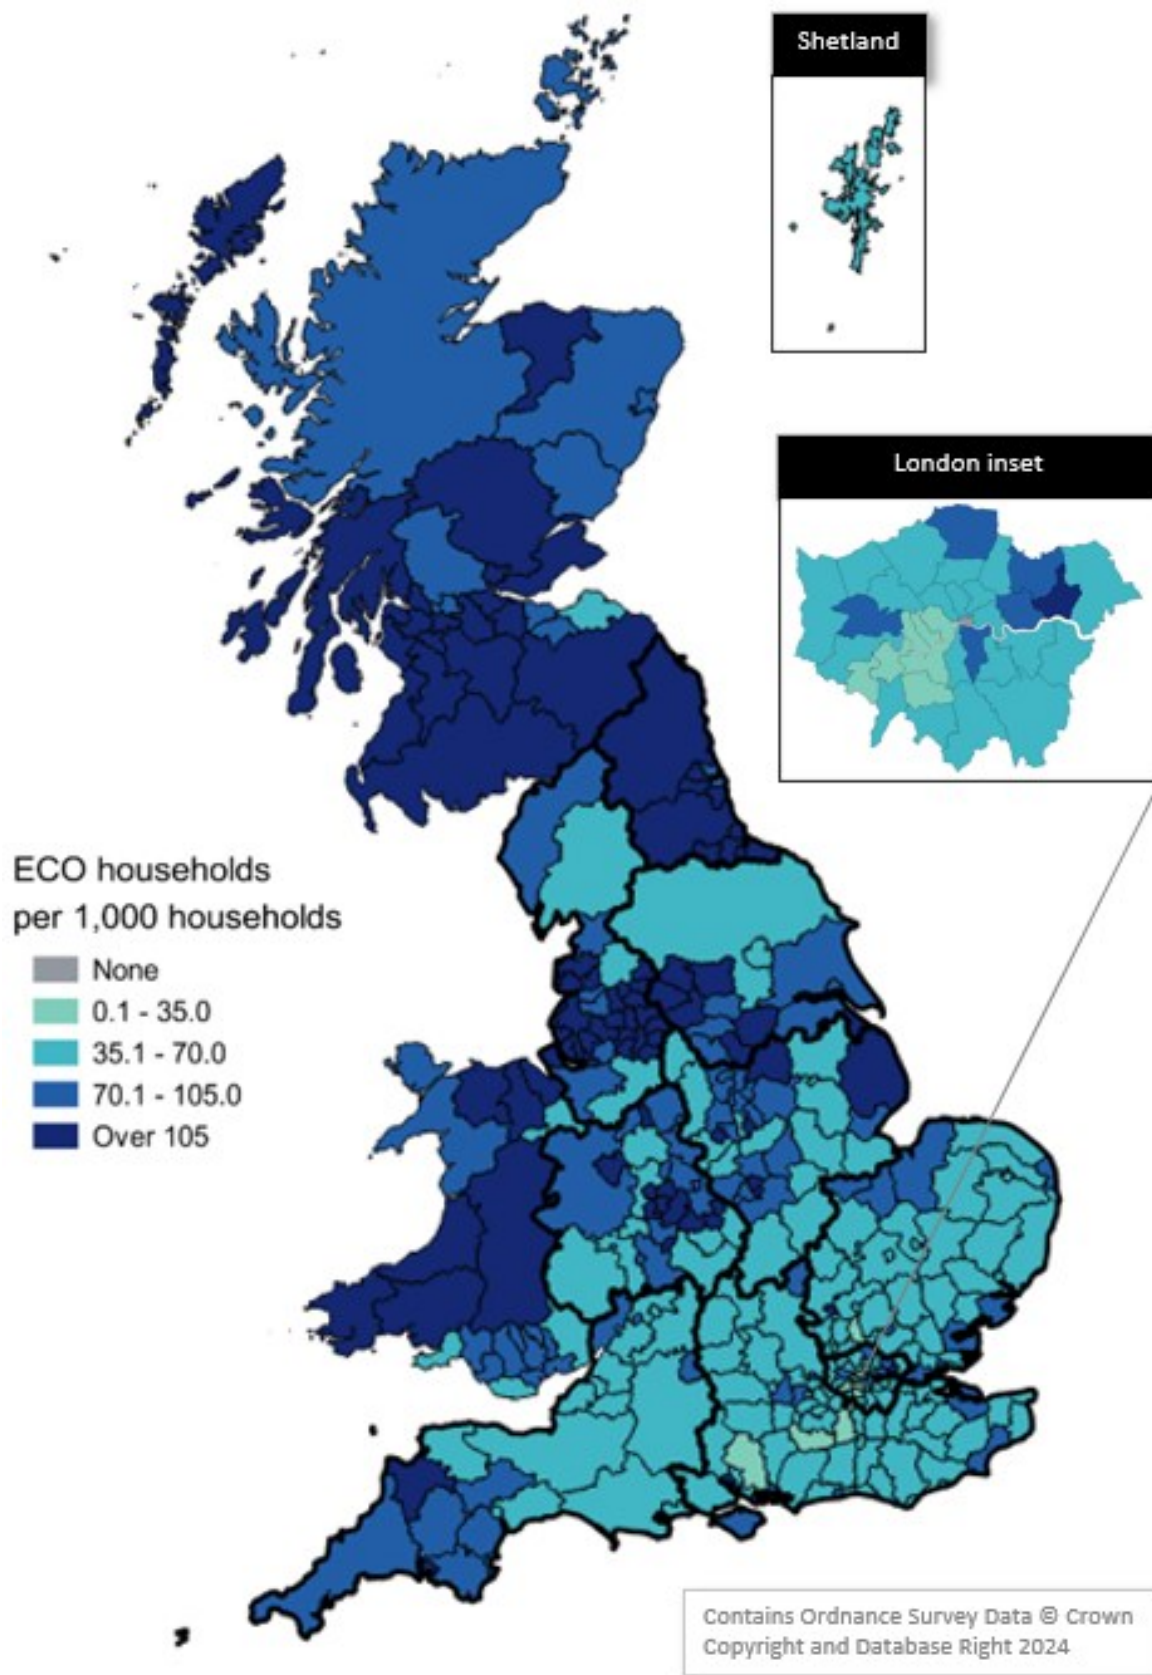 Shetland
London inset
ECO households
per 1,000 households
None
0.1 - 35.0
35.1 - 70.0
70.1 - 105.0
Over 105
Contains Ordnance Survey Data © Crown
Copyright and Database Right 2024